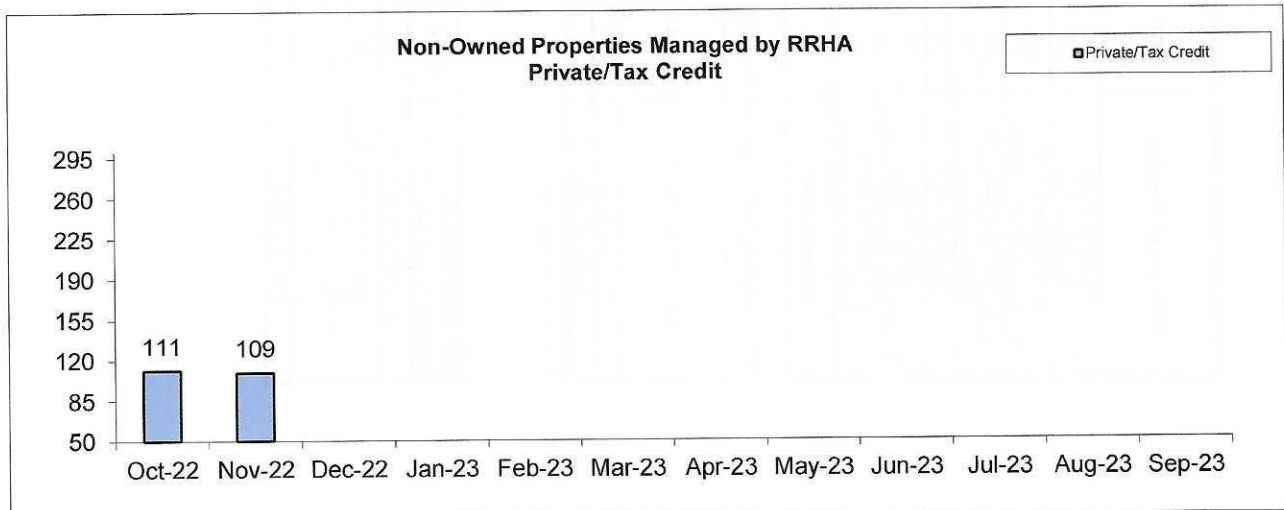 Non-Owned Properties Managed by RRHA
Private/Tax Credit
Private/Tax Credit
295
260
225
190
155
120
85
50
111
109
Oct-22 Nov-22 Dec-22 Jan-23 Feb-23 Mar-23 Apr-23 May-23 Jun-23 Jul-23 Aug-23 Sep-23